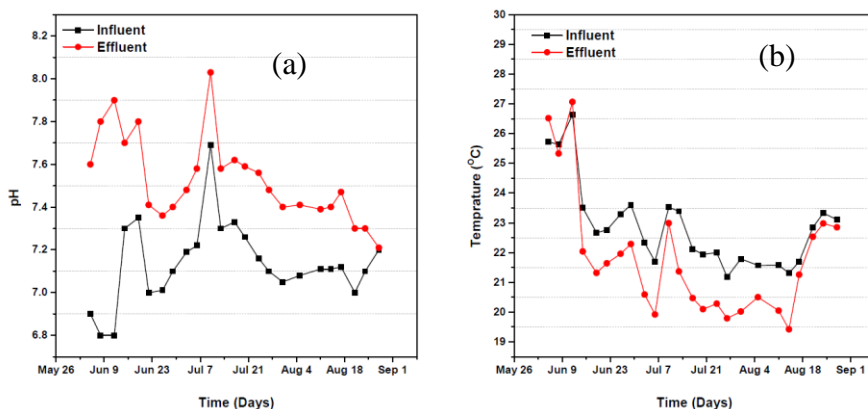 Influent
Effluent
(a)
8.2
8.0
7.8
7.6
7.4
7.2
7.0
6.8
pH
May 26
Jun 9
Jun 23
Jul 7
Jul 21
Aug 4
Aug 18
Sep 1
Time (Days)
Influent
Effluent
(b)
30
29
28
27
26
25
24
23
22
21
20
19
Temprature (°C)
May 26
Jun 9
Jun 23
Jul 7
Jul 21
Aug 4
Aug 18
Sep 1
Time (Days)